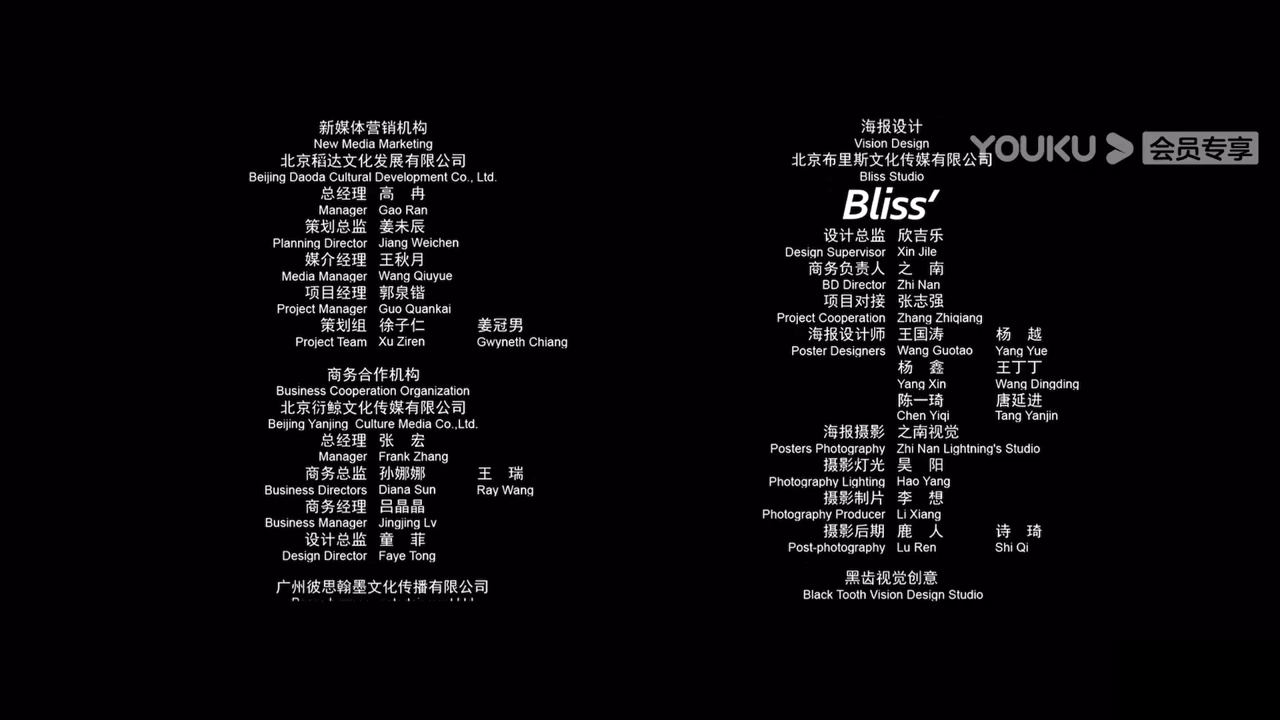 新媒体营销机构
New Media Marketing
北京稻达文化发展有限公司
Beijing Daoda Cultural Development Co., Ltd.
总经理 高 冉
Manager Gao Ran
策划总监 姜未辰
Planning Director Jiang Weichen
媒介经理 王秋月
Media Manager Wang Qiuyue
项目经理 郭泉锴
Project Manager Guo Quankai
策划组 徐子仁 姜冠男
Project Team Xu Ziren Gwyneth Chiang
商务合作机构
Business Cooperation Organization
北京衍鲸文化传媒有限公司
Beijing Yanjing Culture Media Co.,Ltd.
总经理 张 宏
Manager Frank Zhang
商务总监 孙娜娜 王 瑞
Business Directors Diana Sun Ray Wang
商务经理 吕晶晶
Business Manager Jingjing Lv
设计总监 童 菲
Design Director Faye Tong
广州彼思翰墨文化传播有限公司
海报设计
Vision Design
北京布里斯文化传媒有限公司
Bliss Studio
Bliss'
设计总监 欣吉乐
Design Supervisor Xin Jile
商务负责人 之 南
BD Director Zhi Nan
项目对接 张志强
Project Cooperation Zhang Zhiqiang
海报设计师 王国涛 杨 越
Poster Designers Wang Guotao Yang Yue
杨 鑫 王丁丁
Yang Xin Wang Dingding
陈一琦 唐延进
Chen Yiqi Tang Yanjin
海报摄影 之南视觉
Posters Photography Zhi Nan Lightning's Studio
摄影灯光 昊 阳
Photography Lighting Hao Yang
摄影制片 李 想
Photography Producer Li Xiang
摄影后期 鹿 人 诗 琦
Post-photography Lu Ren Shi Qi
黑齿视觉创意
Black Tooth Vision Design Studio
YOUKU 会员专享